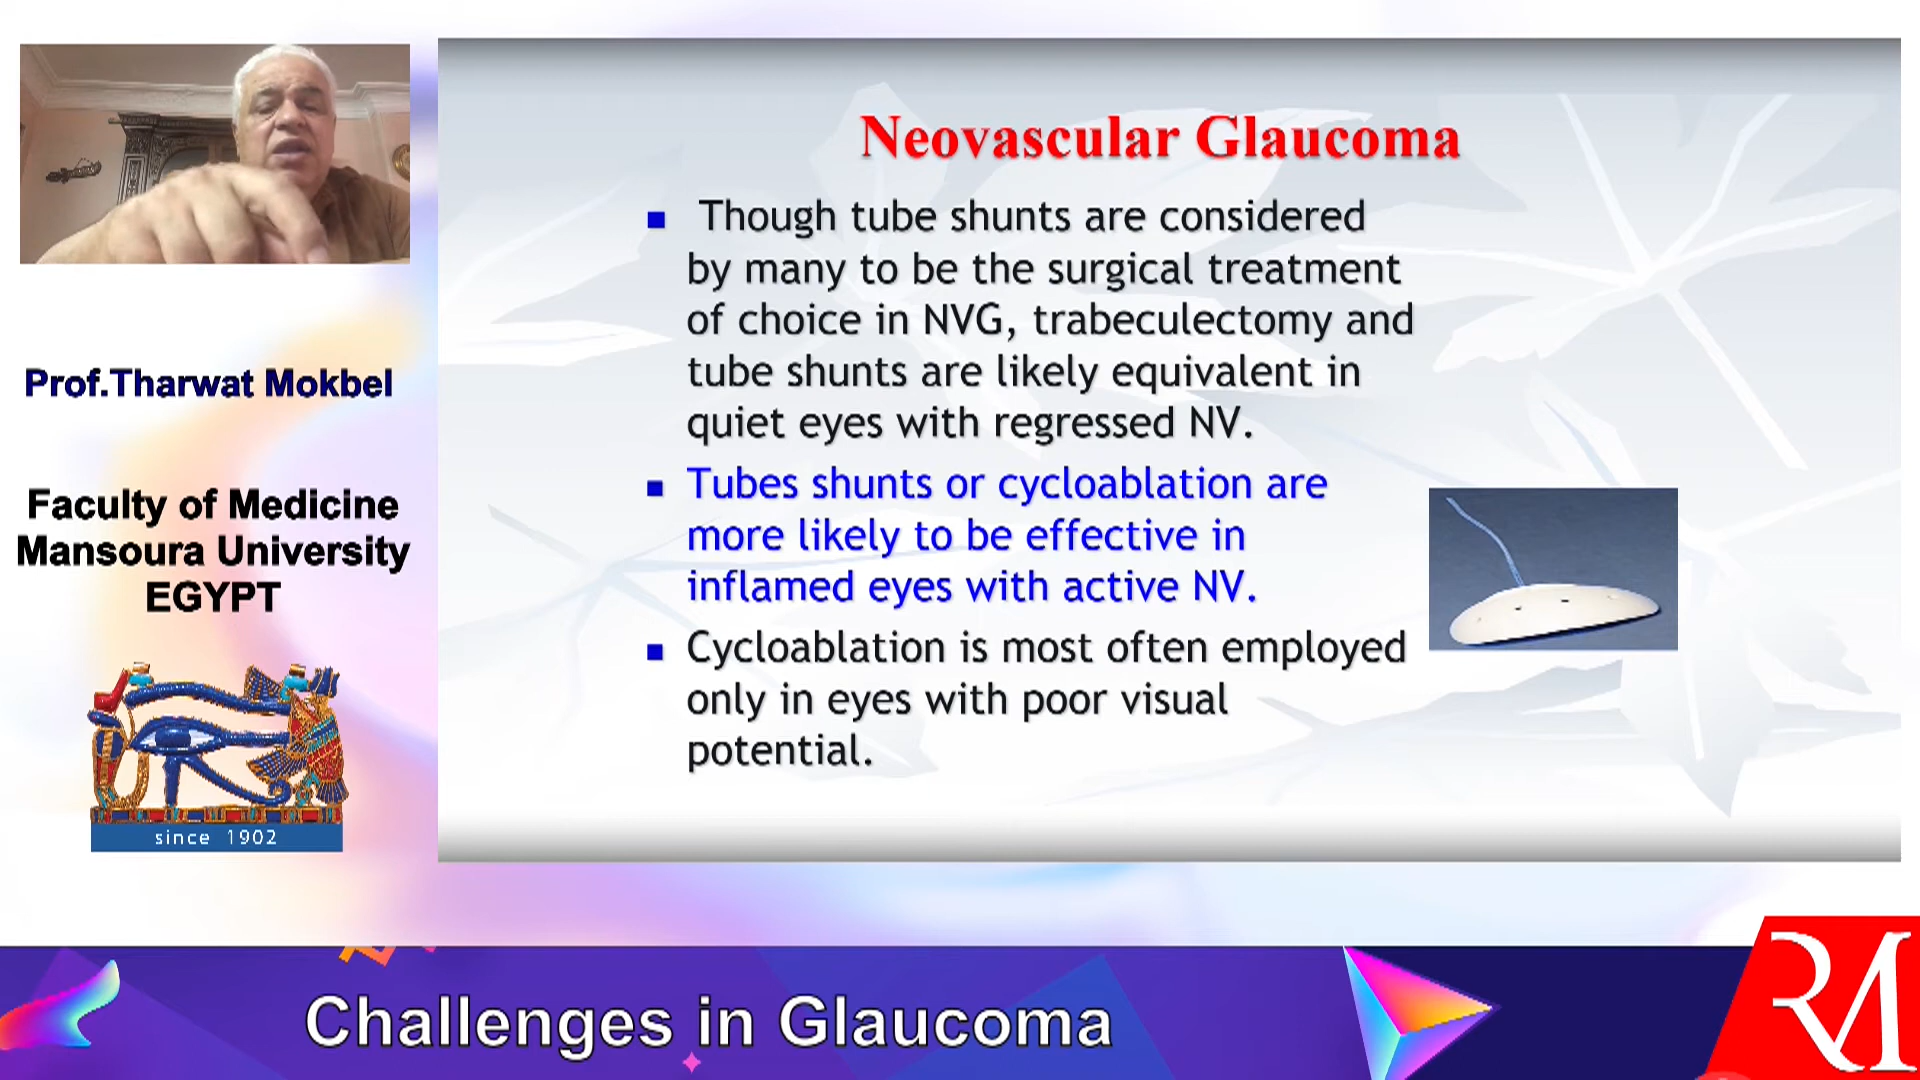 Prof.Tharwat Mokbel
Faculty of Medicine
Mansoura University
EGYPT
since 1902
Neovascular Glaucoma
Though tube shunts are considered
by many to be the surgical treatment
of choice in NVG, trabeculectomy and
tube shunts are likely equivalent in
quiet eyes with regressed NV.
Tubes shunts or cycloablation are
more likely to be effective in
inflamed eyes with active NV.
Cycloablation is most often employed
only in eyes with poor visual
potential.
Challenges in Glaucoma
RM